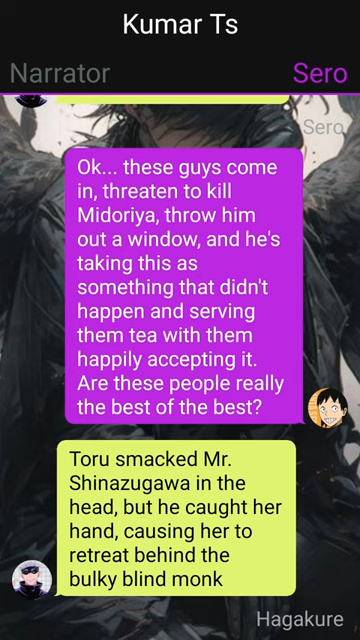 Kumar Ts
Narrator
Sero
Sero
Ok... these guys come
in, threaten to kill
Midoriya, throw him
out a window, and he's
taking this as
something that didn't
happen and serving
them tea with them
happily accepting it.
Are these people really
the best of the best?
Toru smacked Mr.
Shinazugawa in the
head, but he caught her
hand, causing her to
retreat behind the
bulky blind monk
Hagakure